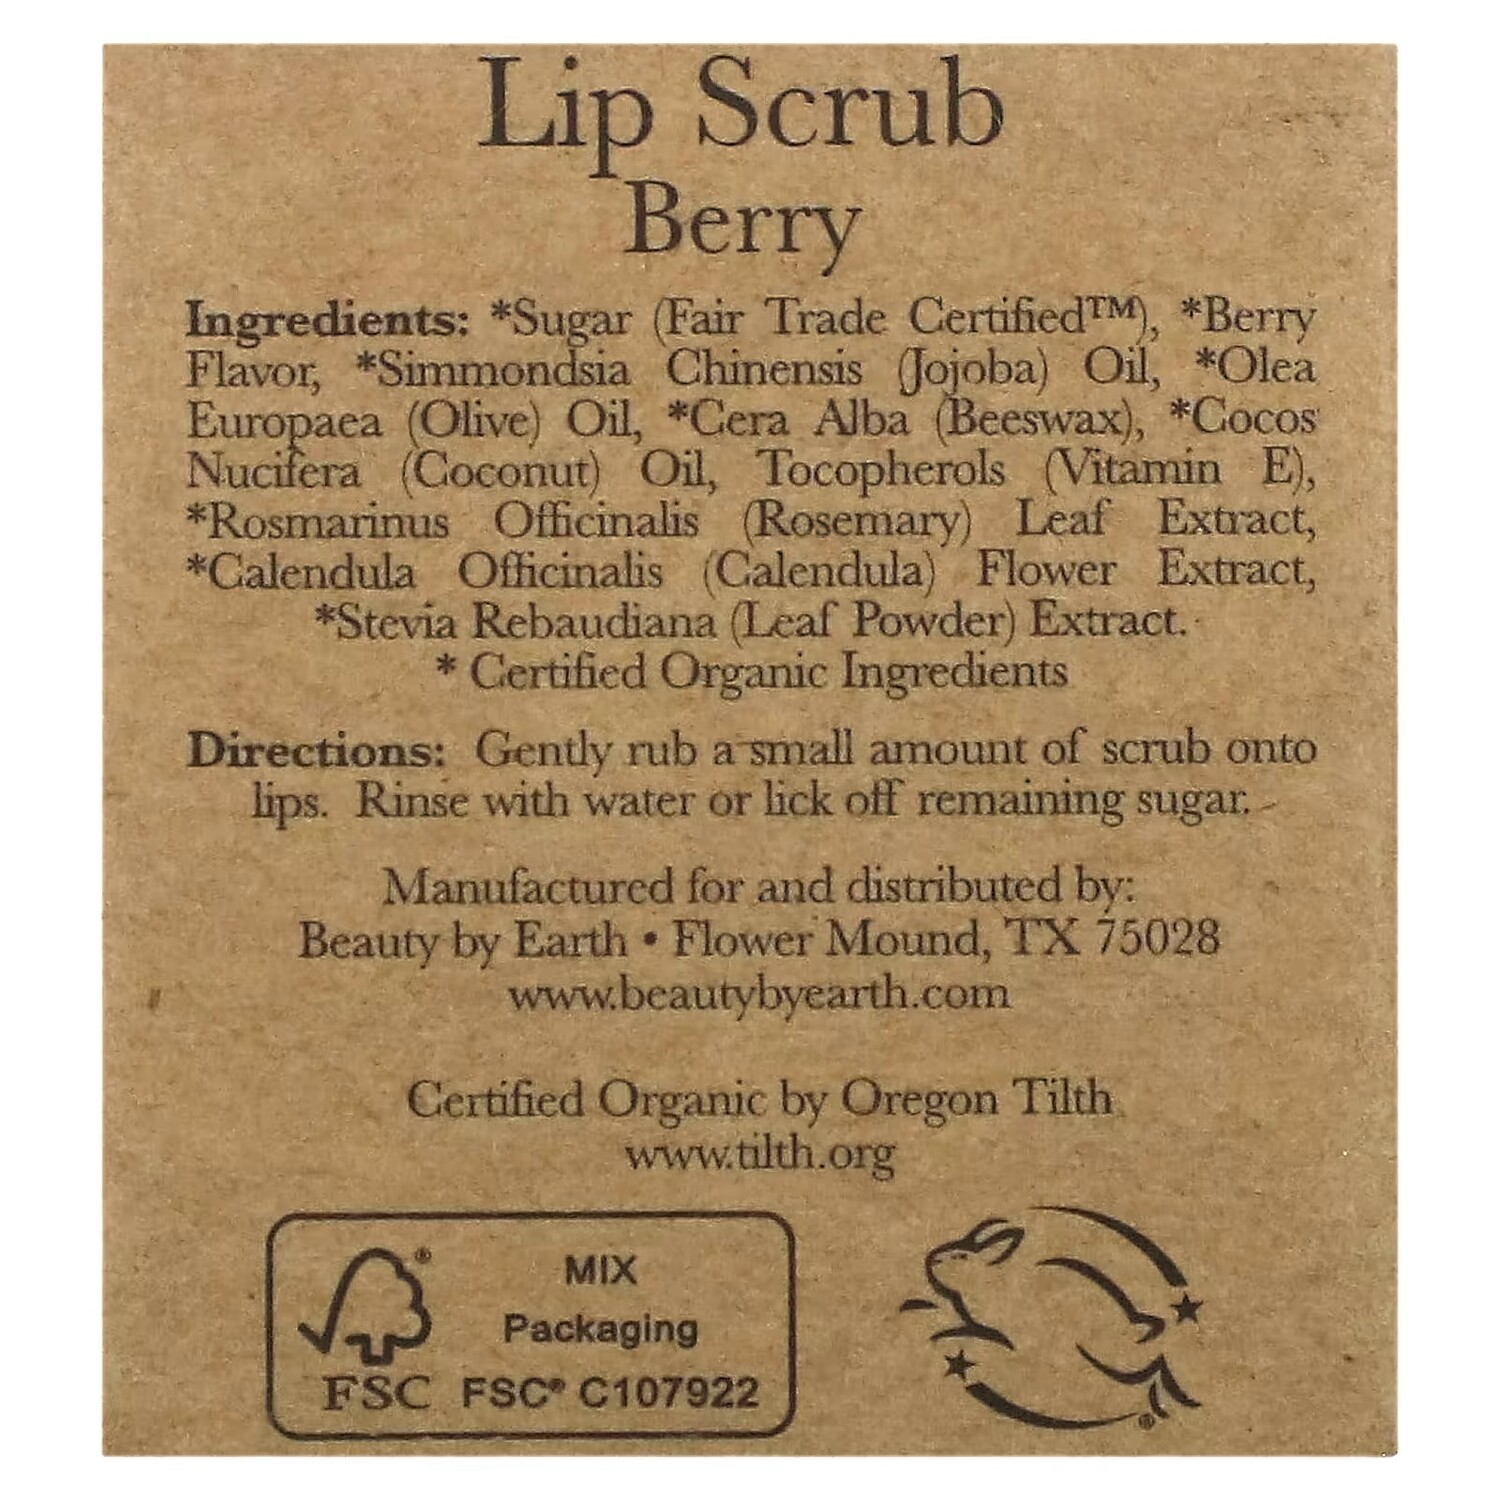 Lip Scrub
Berry
Ingredients: *Sugar (Fair Trade Certified™), *Berry
Flavor, *Simmondsia Chinensis (Jojoba) Oil, *Olea
Europaea (Olive) Oil, *Cera Alba (Beeswax), *Cocos
Nucifera (Coconut) Oil, Tocopherols (Vitamin E),
*Rosmarinus Officinalis (Rosemary) Leaf Extract,
*Calendula Officinalis (Calendula) Flower Extract,
*Stevia Rebaudiana (Leaf Powder) Extract.
* Certified Organic Ingredients
Directions: Gently rub a small amount of scrub onto
lips. Rinse with water or lick off remaining sugar.
Manufactured for and distributed by:
Beauty by Earth • Flower Mound, TX 75028
www.beautybyearth.com
Certified Organic by Oregon Tilth
www.tilth.org
®
MIX
Packaging
FSC FSC® C107922
®